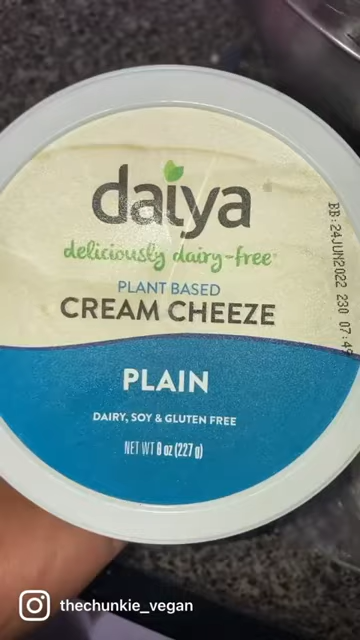 daiya
deliciously dairy-free
PLANT BASED
CREAM CHEEZE
PLAIN
DAIRY, SOY & GLUTEN FREE
NET WT 8 oz (227 g)
BB: 24JUN2022 230 07:49
thechunkie_vegan